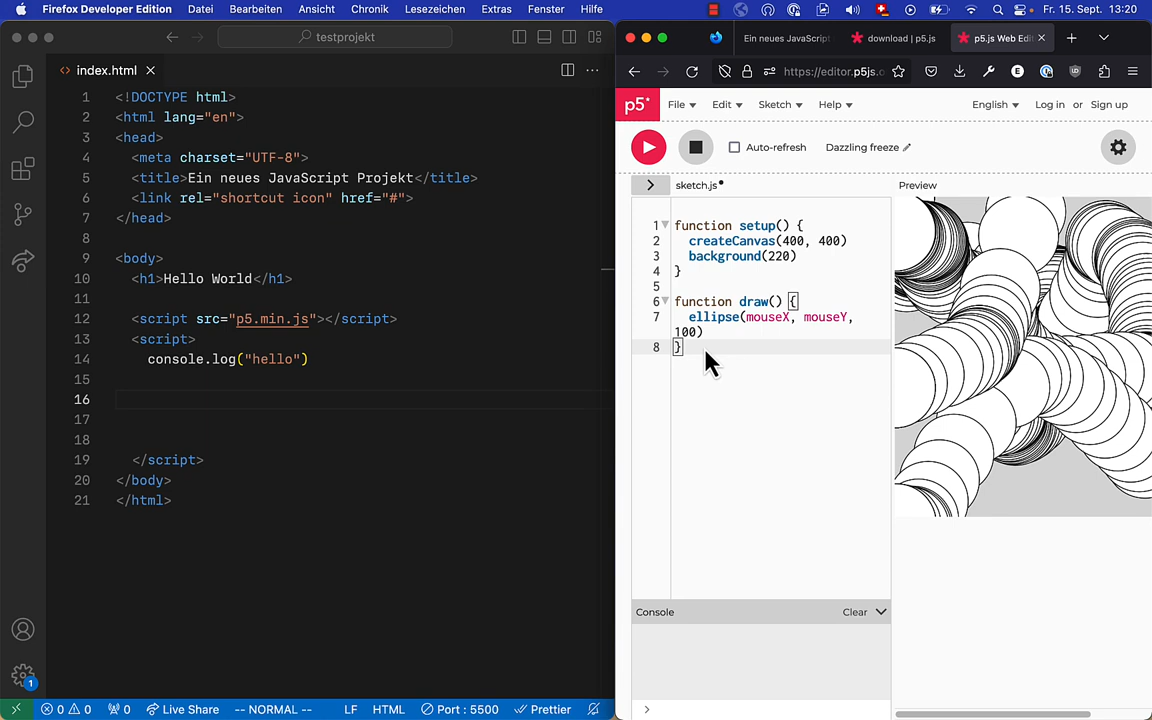 Firefox Developer Edition Datei Bearbeiten Ansicht Chronik Lesezeichen Extras Fenster Hilfe Fr. 15. Sept. 13:20
testprojekt
index.html
1 <!DOCTYPE html>
2 <html lang="en">
3 <head>
4 <meta charset="UTF-8">
5 <title>Ein neues JavaScript Projekt</title>
6 <link rel="shortcut icon" href="#">
7 </head>
8
9 <body>
10 <h1>Hello World</h1>
11
12 <script src="p5.min.js"></script>
13 <script>
14 console.log("hello")
15
16
17
18
19 </script>
20 </body>
21 </html>
1
0 0 0 Live Share -- NORMAL -- LF HTML Port : 5500 Prettier
Ein neues JavaScript download | p5.js p5.js Web Edi
https://editor.p5js.o
p5* File Edit Sketch Help English Log in or Sign up
Auto-refresh Dazzling freeze
sketch.js Preview
1 function setup() {
2 createCanvas(400, 400)
3 background(220)
4 }
5
6 function draw() {
7 ellipse(mouseX, mouseY,
100)
8 }
Console Clear